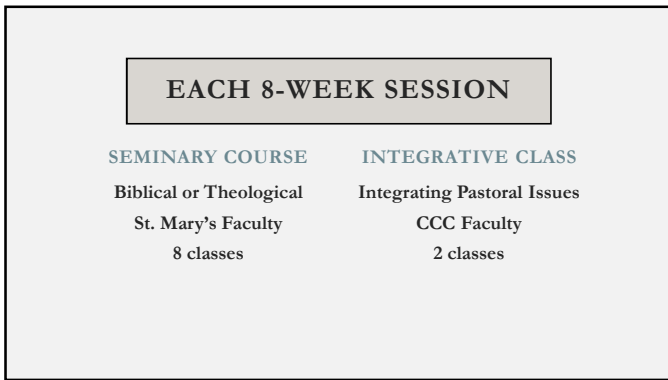 EACH 8-WEEK SESSION
SEMINARY COURSE
Biblical or Theological
St. Mary's Faculty
8 classes
INTEGRATIVE CLASS
Integrating Pastoral Issues
CCC Faculty
2 classes